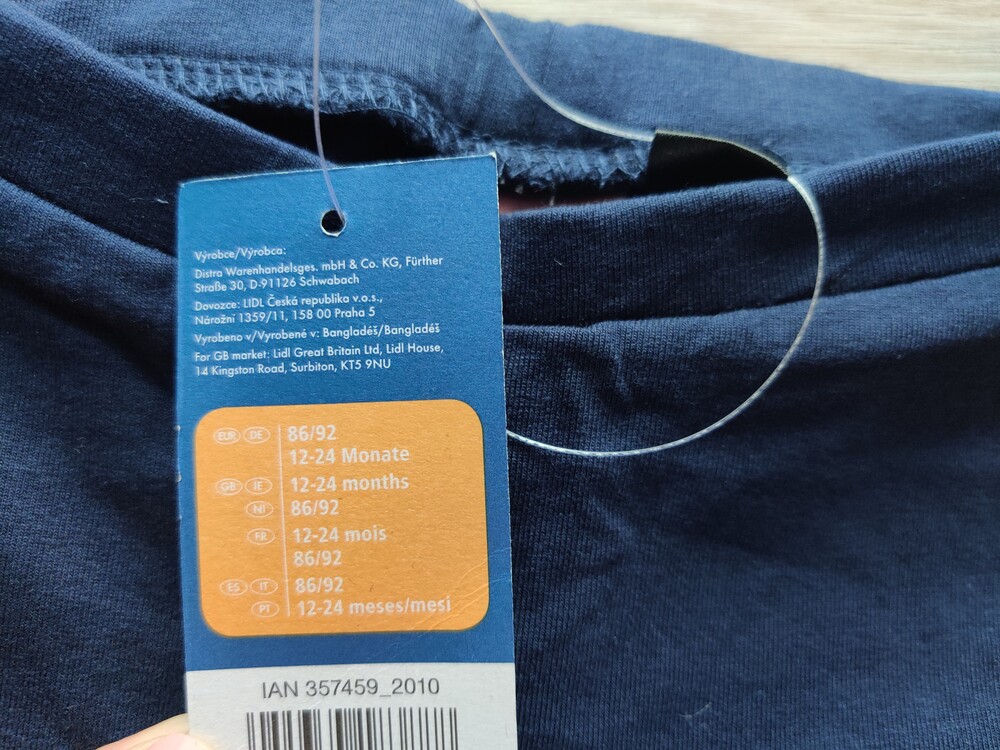 Výrobce/Výrobca:
Distra Warenhandelsges. mbH & Co. KG, Fürther
Straße 30, D-91126 Schwabach
Dovozce: LIDL Česká republika v.o.s.,
Nárožní 1359/11, 158 00 Praha 5
Vyrobeno v/Vyrobené v: Bangladéš/Bangladéš
For GB market: Lidl Great Britain Ltd, Lidl House,
14 Kingston Road, Surbiton, KT5 9NU
EUR DE 86/92
12-24 Monate
GB IE 12-24 months
NI 86/92
FR 12-24 mois
86/92
ES IT 86/92
PT 12-24 meses/mesi
IAN 357459_2010